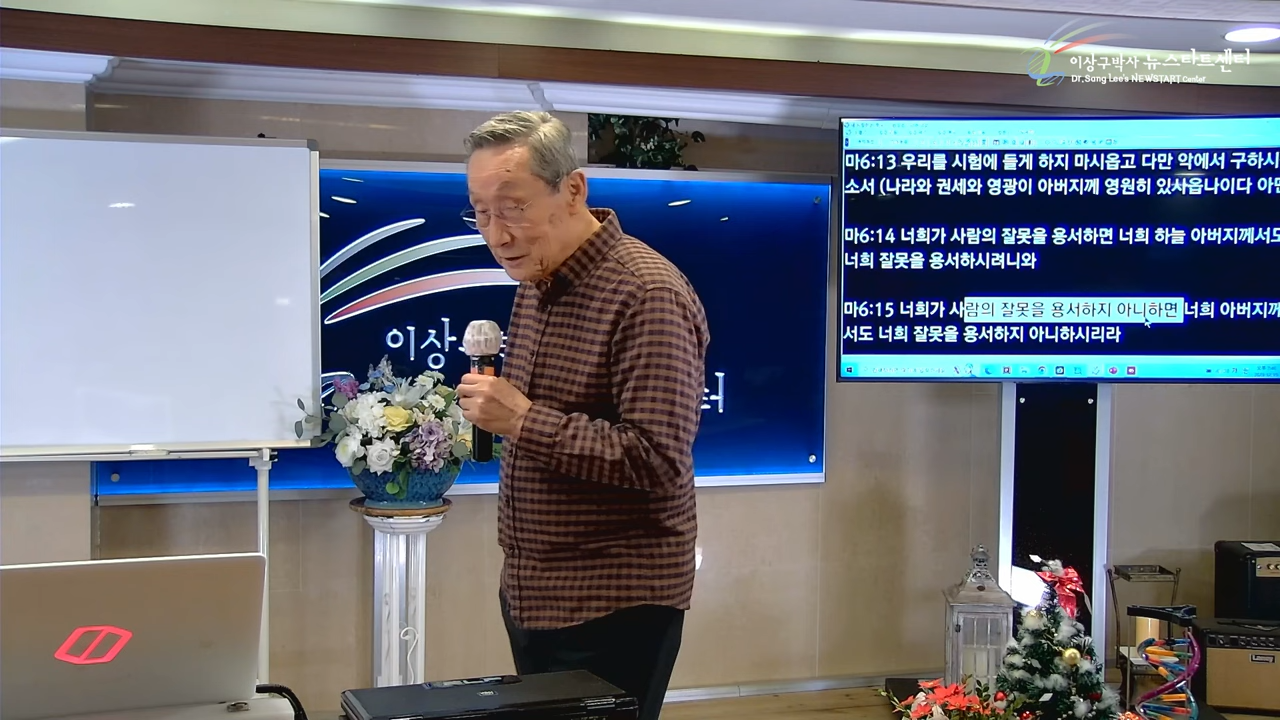 이상구박사 뉴스타트센터
Dr. Sang Lee's NEWSTART Center
마6:13 우리를 시험에 들게 하지 마시옵고 다만 악에서 구하시
소서 (나라와 권세와 영광이 아버지께 영원히 있사옵나이다 아멘
마6:14 너희가 사람의 잘못을 용서하면 너희 하늘 아버지께서도
너희 잘못을 용서하시려니와
마6:15 너희가 사람의 잘못을 용서하지 아니하면 너희 아버지께
서도 너희 잘못을 용서하지 아니하시리라
이상
터